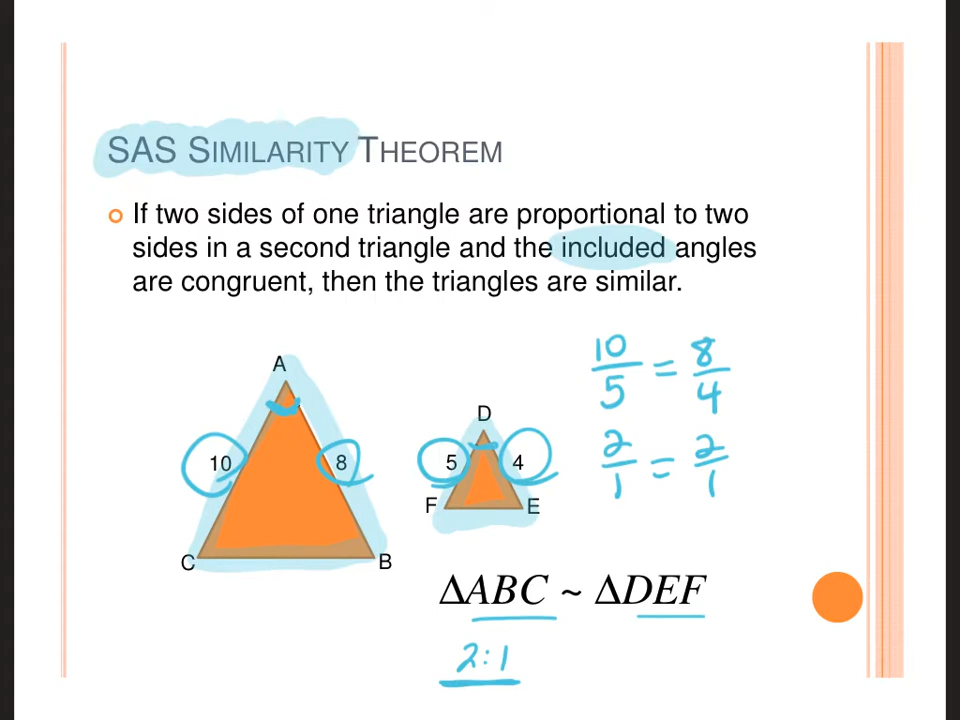 SAS SIMILARITY THEOREM
If two sides of one triangle are proportional to two
sides in a second triangle and the included angles
are congruent, then the triangles are similar.
A
10
8
C
B
D
5
4
F
E
10/5 = 8/4
2/1 = 2/1
ΔABC ~ ΔDEF
2:1